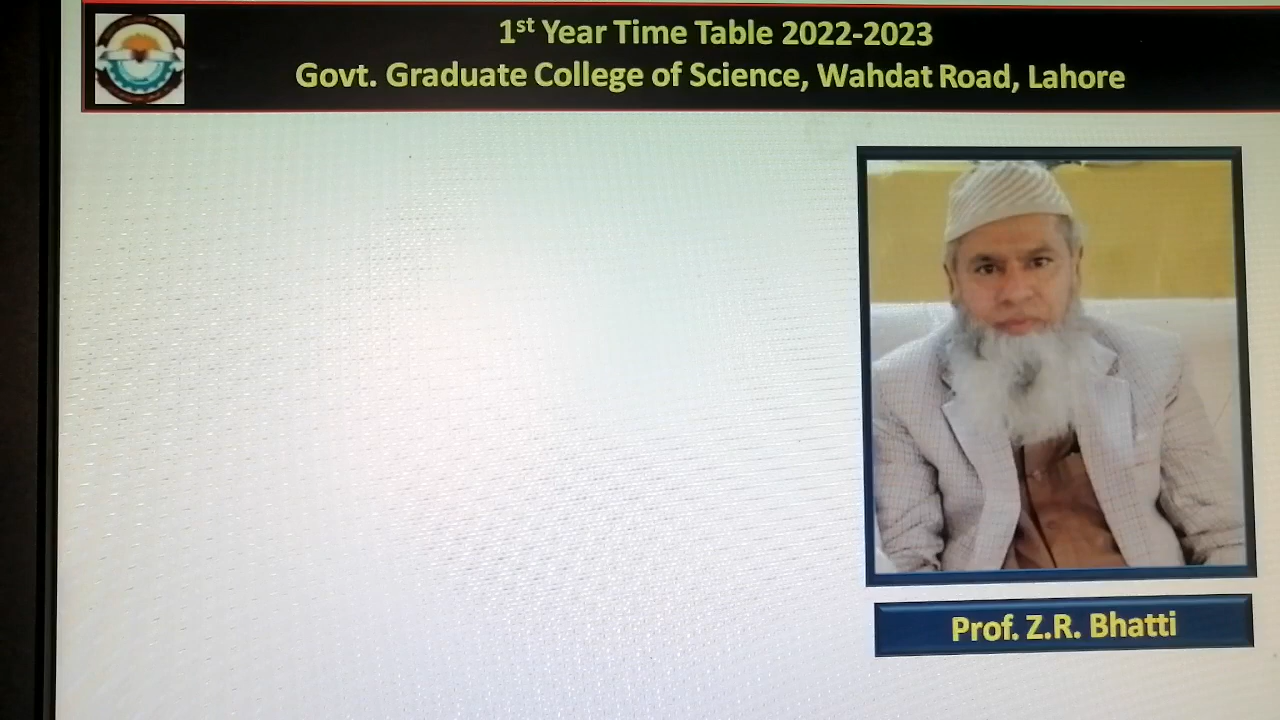 1st Year Time Table 2022-2023
Govt. Graduate College of Science, Wahdat Road, Lahore
Prof. Z.R. Bhatti